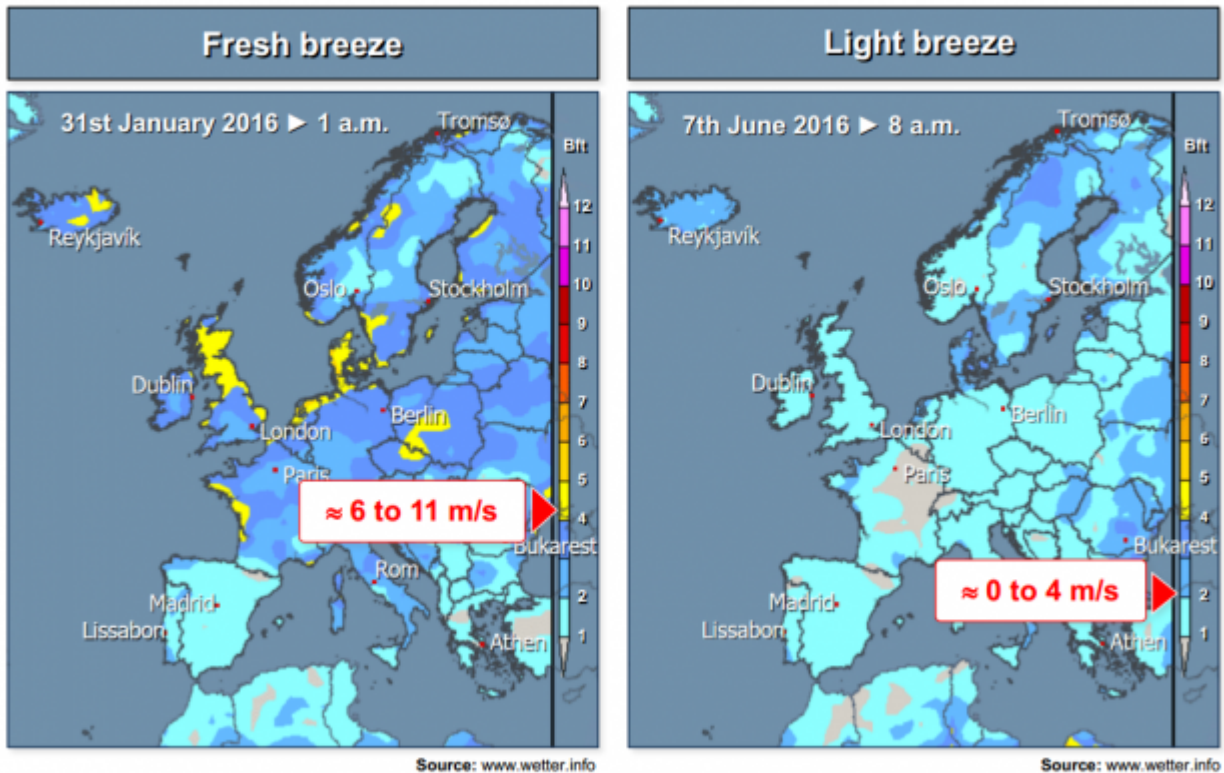 Fresh breeze
31st January 2016 ► 1 a.m.
Tromsø
Bft
12
11
10
9
8
7
6
5
4
2
1
Reykjavík
Oslo
Stockholm
Dublin
Berlin
London
Paris
≈ 6 to 11 m/s
Bukarest
Rom
Madrid
Lissabon
Athen
Source: www.wetter.info
Light breeze
7th June 2016 ► 8 a.m.
Tromsø
Bft
12
11
10
9
8
7
6
5
4
2
1
Reykjavík
Oslo
Stockholm
Dublin
Berlin
London
Paris
Bukarest
≈ 0 to 4 m/s
Madrid
Lissabon
Athen
Source: www.wetter.info